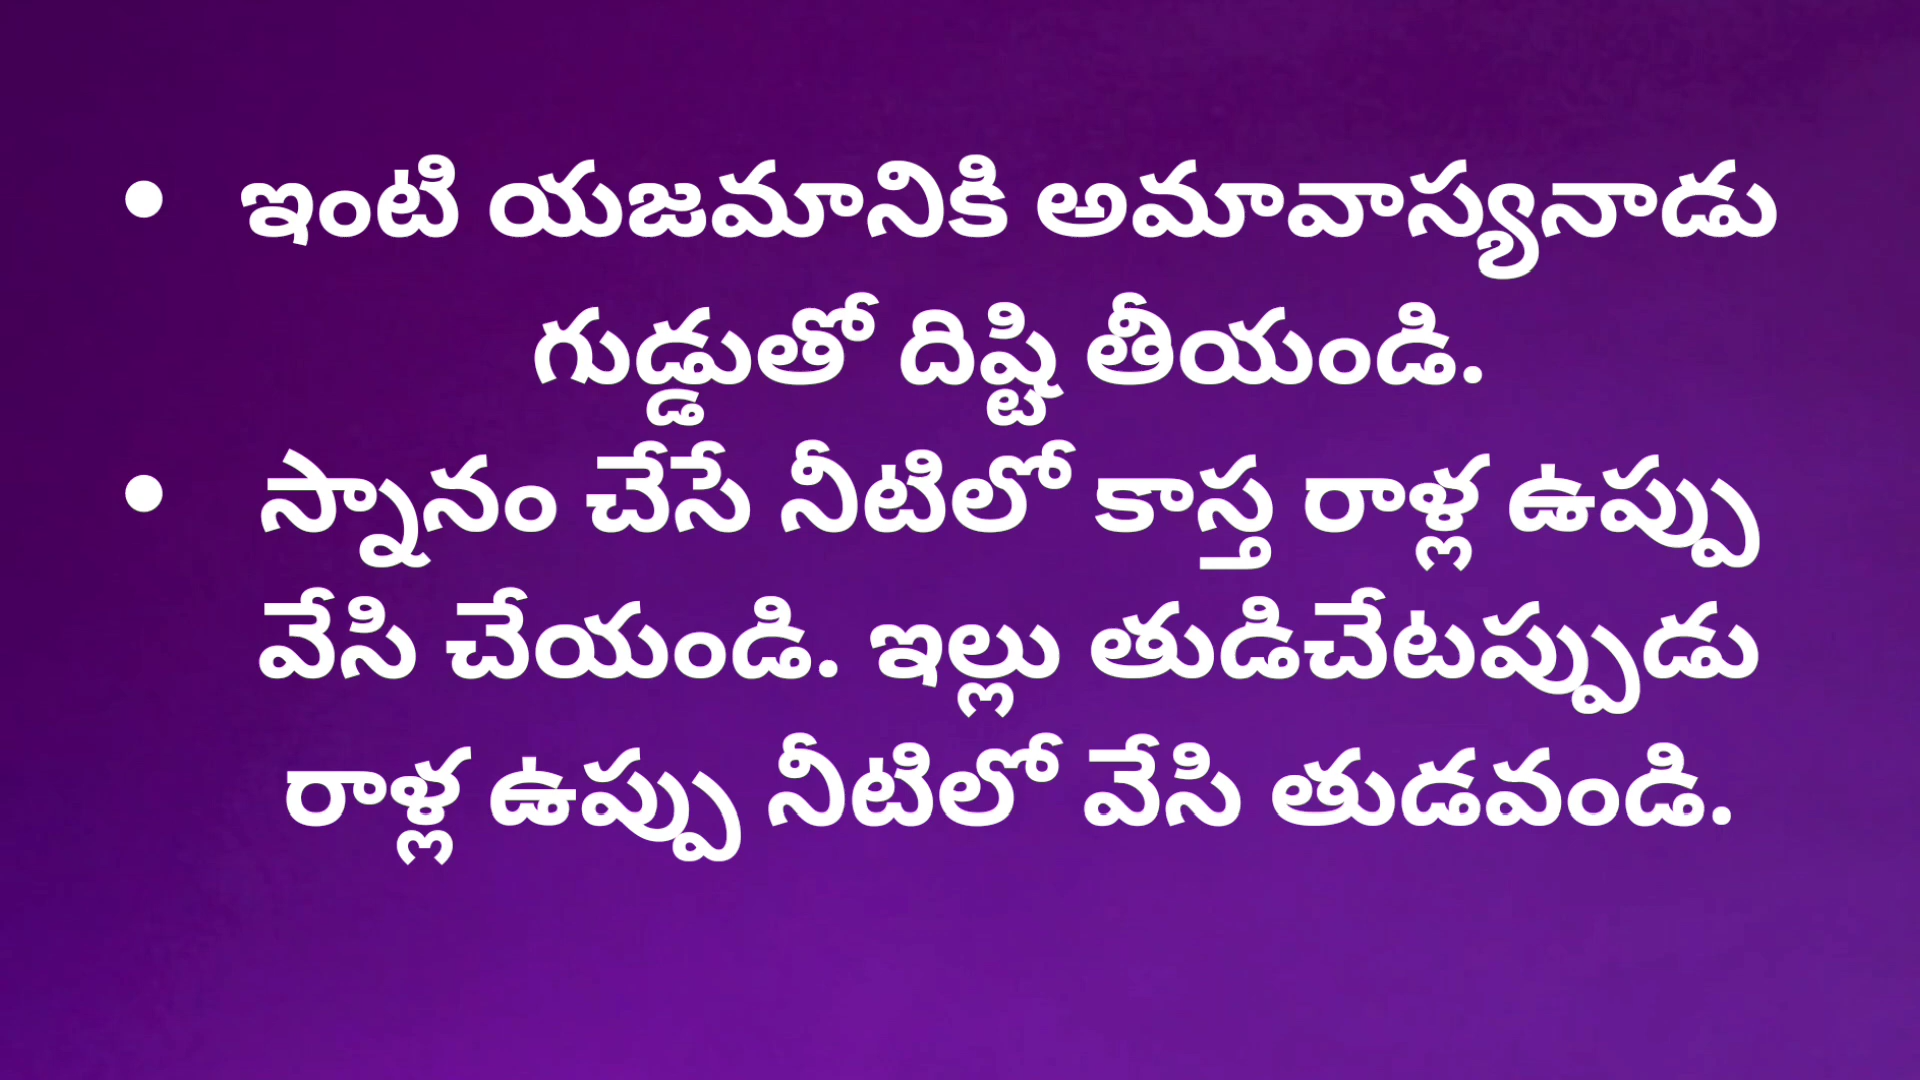 • ఇంటి యజమానికి అమావాస్యనాడు
గుడ్డుతో దిష్టి తీయండి.
• స్నానం చేసే నీటిలో కాస్త రాళ్ల ఉప్పు
వేసి చేయండి. ఇల్లు తుడిచేటప్పుడు
రాళ్ల ఉప్పు నీటిలో వేసి తుడవండి.